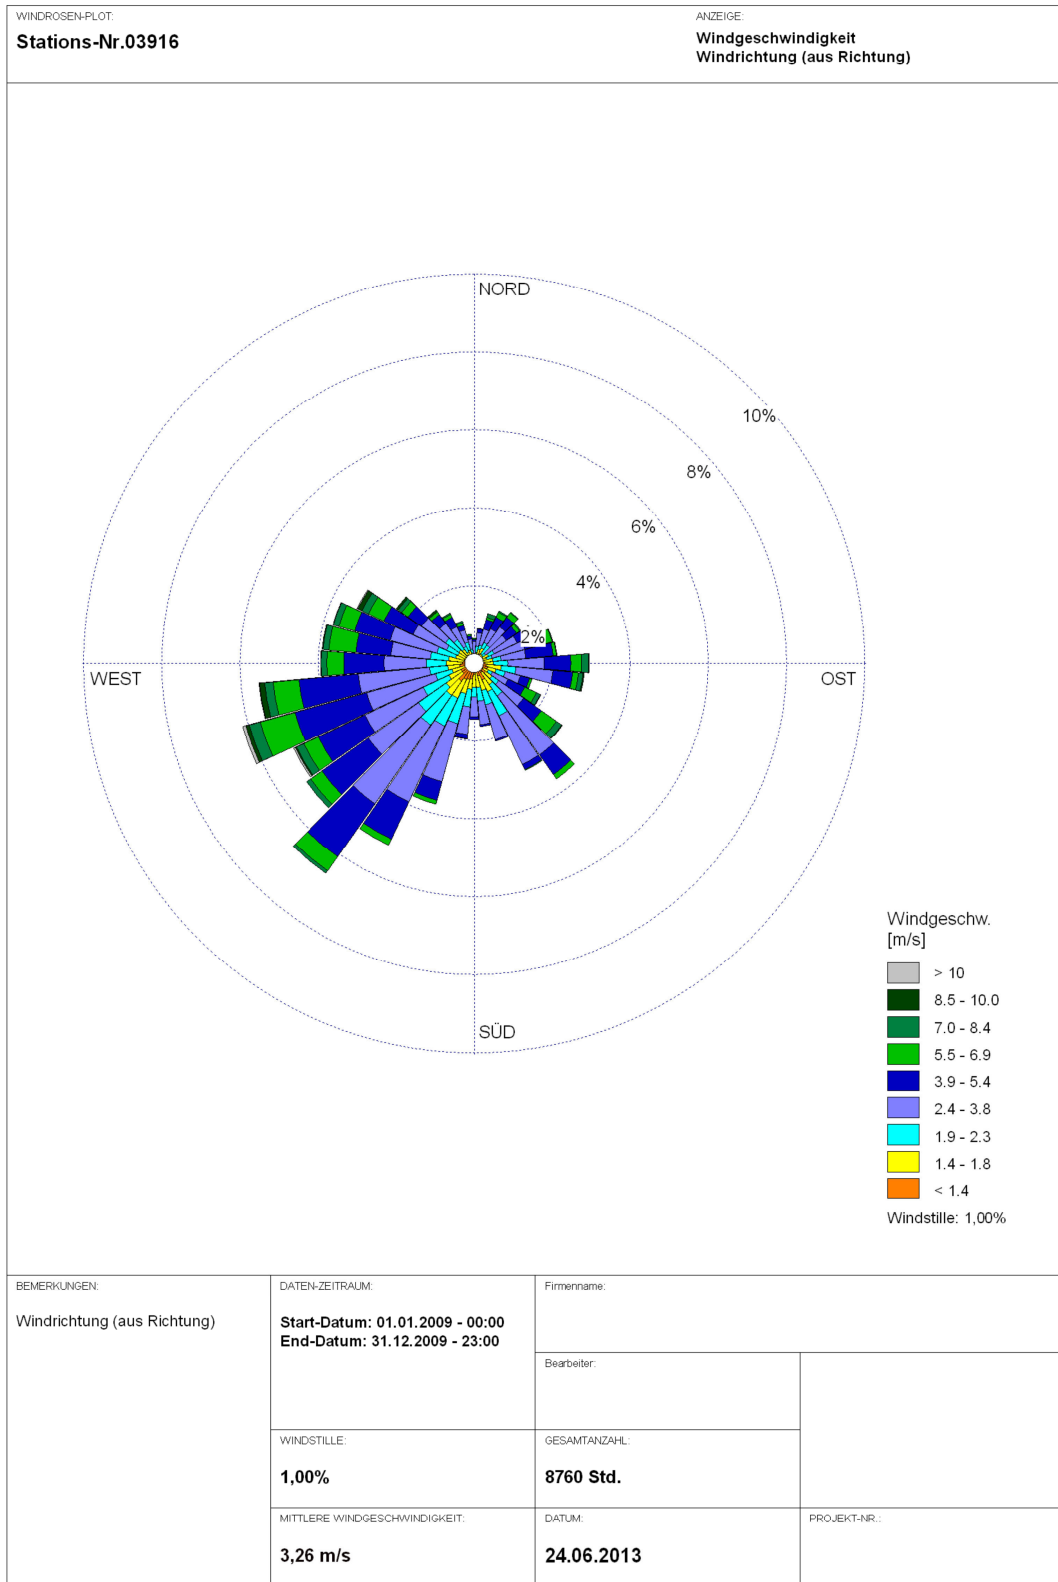 WINDROSEN-PLOT:
Stations-Nr.03916
ANZEIGE:
Windgeschwindigkeit
Windrichtung (aus Richtung)
NORD
10%
8%
6%
4%
2%
WEST
OST
SÜD
Windgeschw.
[m/s]
> 10
8.5 - 10.0
7.0 - 8.4
5.5 - 6.9
3.9 - 5.4
2.4 - 3.8
1.9 - 2.3
1.4 - 1.8
< 1.4
Windstille: 1,00%
BEMERKUNGEN:
Windrichtung (aus Richtung)
DATEN-ZEITRAUM:
Start-Datum: 01.01.2009 - 00:00
End-Datum: 31.12.2009 - 23:00
Firmenname:
Bearbeiter:
WINDSTILLE:
1,00%
GESAMTANZAHL:
8760 Std.
MITTLERE WINDGESCHWINDIGKEIT:
3,26 m/s
DATUM:
24.06.2013
PROJEKT-NR.: